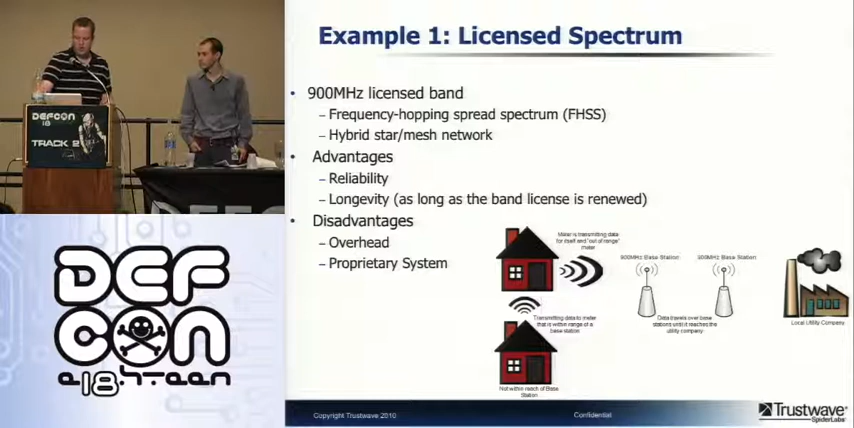 Example 1: Licensed Spectrum
• 900MHz licensed band
– Frequency-hopping spread spectrum (FHSS)
– Hybrid star/mesh network
• Advantages
– Reliability
– Longevity (as long as the band license is renewed)
• Disadvantages
– Overhead
– Proprietary System
Meter is transmitting data
for itself and "out of range"
meter
900MHz Base Station
900MHz Base Station
Transmitting data to meter
that is within range of a
base station
Data travels over base
stations until it reaches the
utility company
Local Utility Company
Not within reach of Base
Station
Copyright Trustwave 2010
Confidential
Trustwave®
SpiderLabs®
DEFCON
18
TRACK 2
DEF CON
DEF
CON
e18hteen